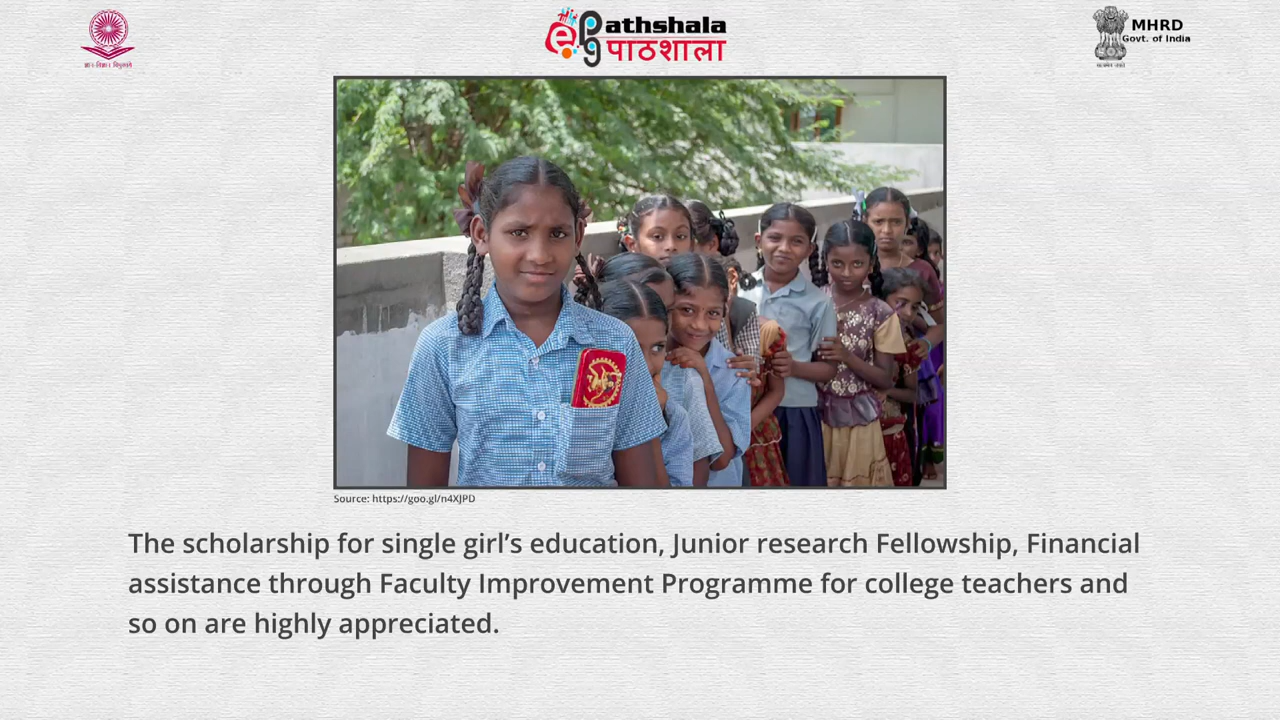 ePathshala
पाठशाला
MHRD
Govt. of India
Source: https://goo.gl/n4XJPD
The scholarship for single girl’s education, Junior research Fellowship, Financial
assistance through Faculty Improvement Programme for college teachers and
so on are highly appreciated.